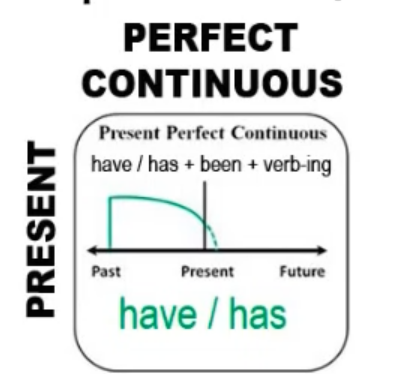 PERFECT
CONTINUOUS
PRESENT
Present Perfect Continuous
have / has + been + verb-ing
Past Present Future
have / has